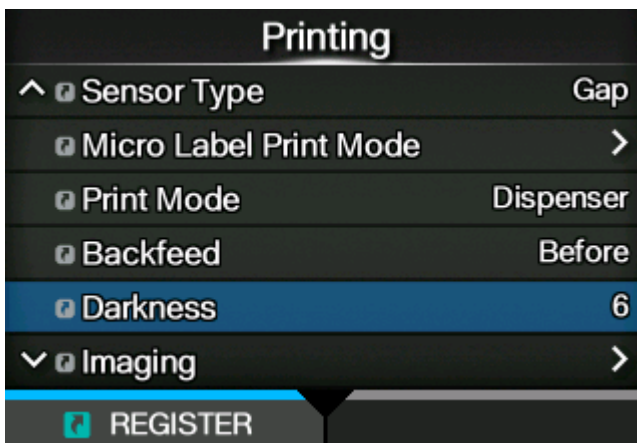 Printing
Sensor Type Gap
Micro Label Print Mode
Print Mode Dispenser
Backfeed Before
Darkness 6
Imaging
REGISTER